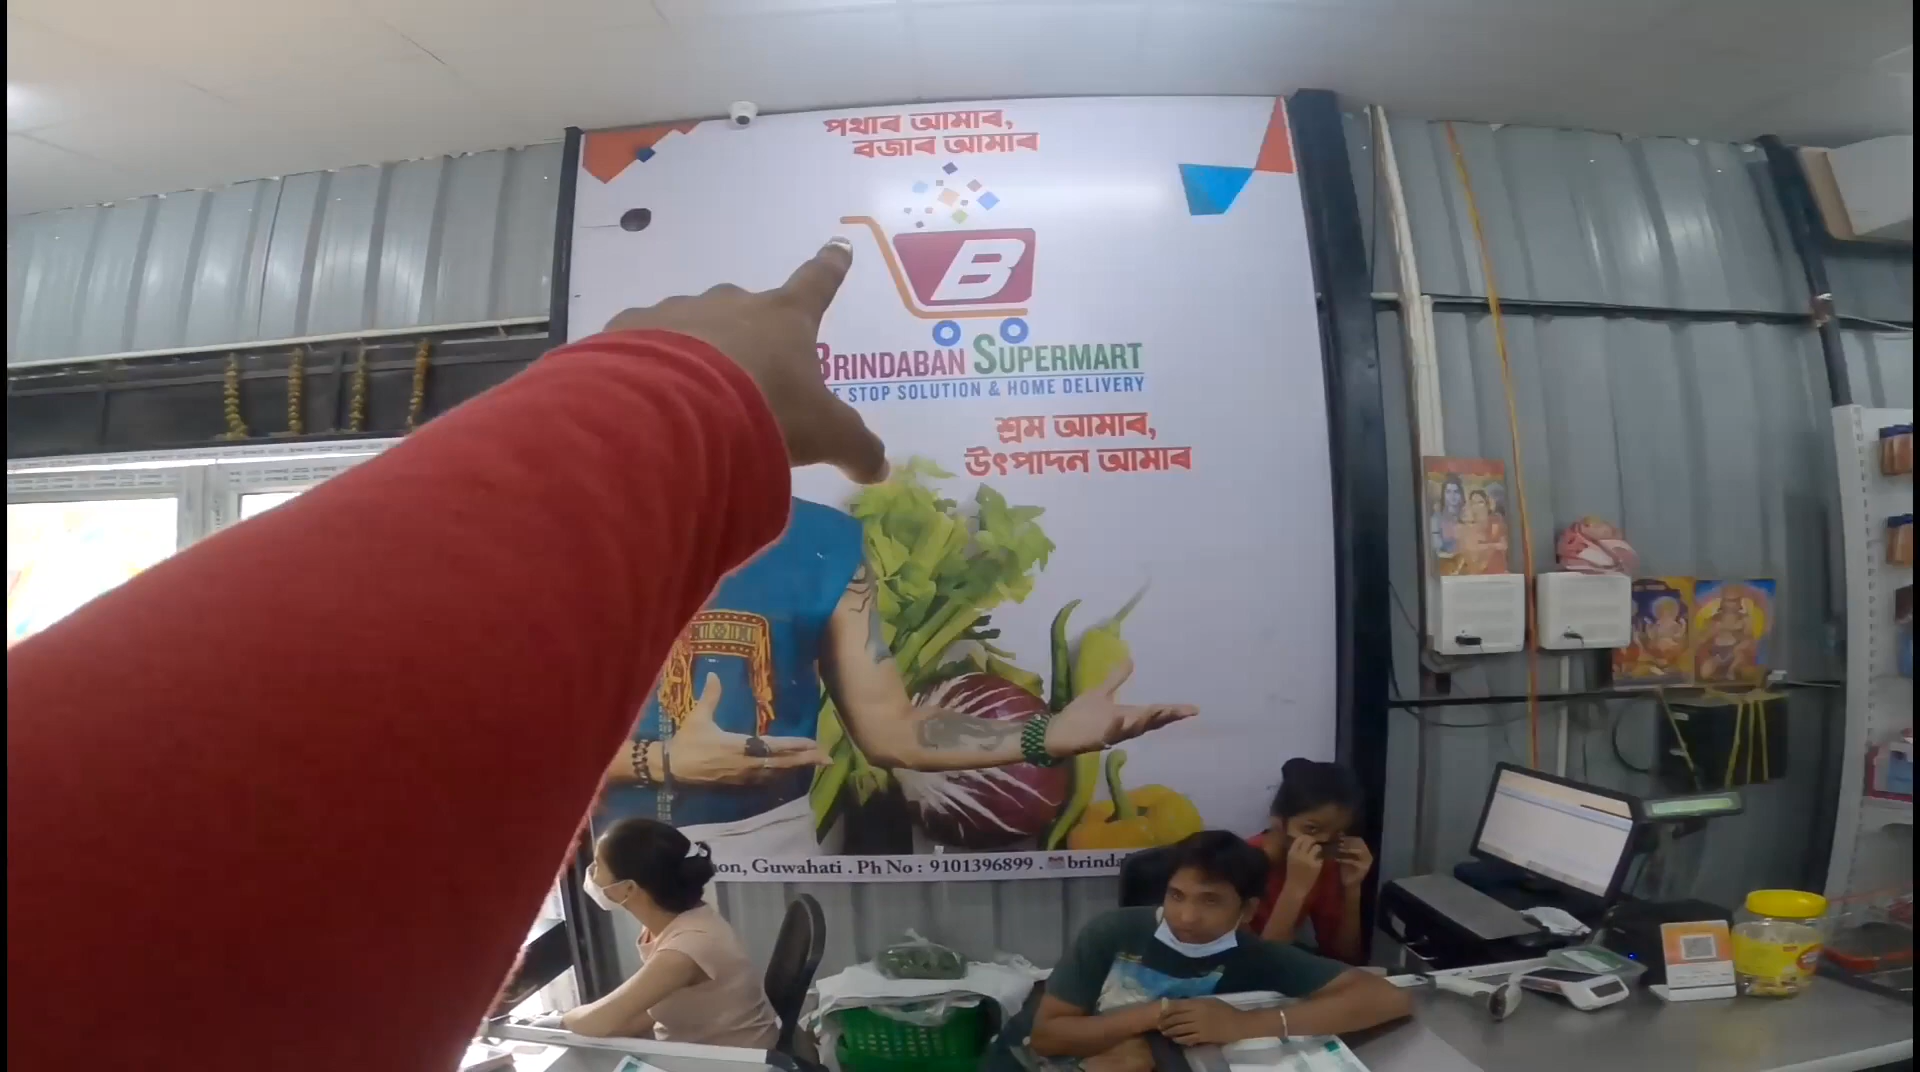 পথাৰ আমাৰ,
বজাৰ আমাৰ
B
BRINDABAN SUPERMART
STOP SOLUTION & HOME DELIVERY
শ্ৰম আমাৰ,
উৎপাদন আমাৰ
Guwahati . Ph No : 9101396899 .